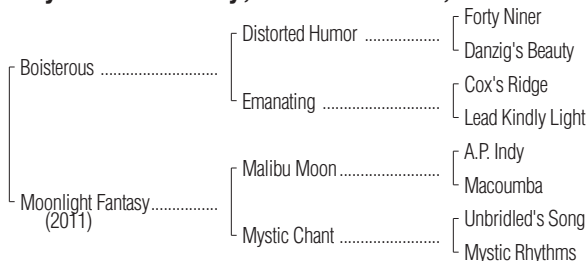 Forty Niner
Distorted Humor ..................
Danzig's Beauty
Boisterous ............................
Cox's Ridge
Emanating ..............................
Lead Kindly Light
A.P. Indy
Malibu Moon ........................
Macoumba
Moonlight Fantasy................
(2011)
Unbridled's Song
Mystic Chant ........................
Mystic Rhythms